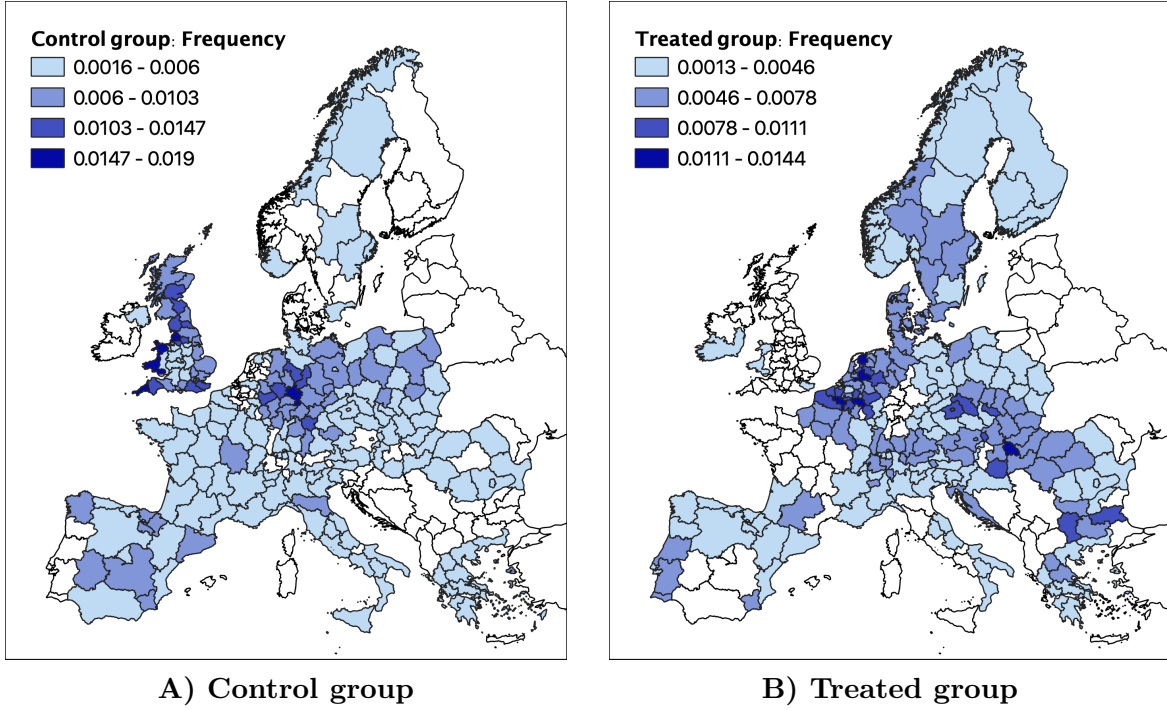 Control group: Frequency
0.0016 - 0.006
0.006 - 0.0103
0.0103 - 0.0147
0.0147 - 0.019
Treated group: Frequency
0.0013 - 0.0046
0.0046 - 0.0078
0.0078 - 0.0111
0.0111 - 0.0144
A) Control group
B) Treated group